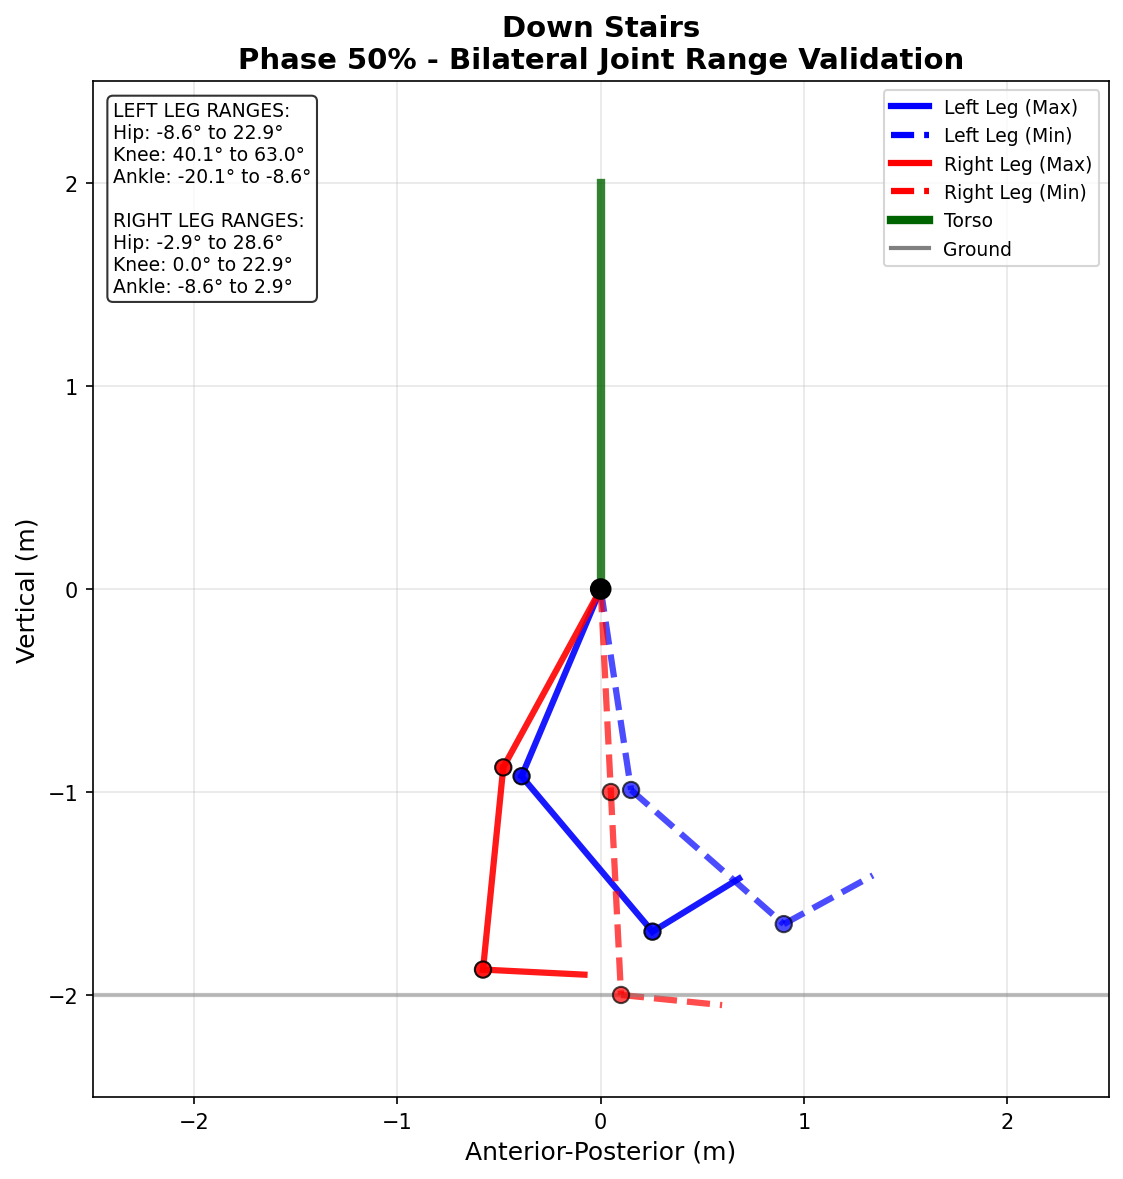 Down Stairs
Phase 50% - Bilateral Joint Range Validation
LEFT LEG RANGES:
Hip: -8.6° to 22.9°
Knee: 40.1° to 63.0°
Ankle: -20.1° to -8.6°
RIGHT LEG RANGES:
Hip: -2.9° to 28.6°
Knee: 0.0° to 22.9°
Ankle: -8.6° to 2.9°
Left Leg (Max)
Left Leg (Min)
Right Leg (Max)
Right Leg (Min)
Torso
Ground
2
1
0
−1
−2
Vertical (m)
−2
−1
0
1
2
Anterior-Posterior (m)